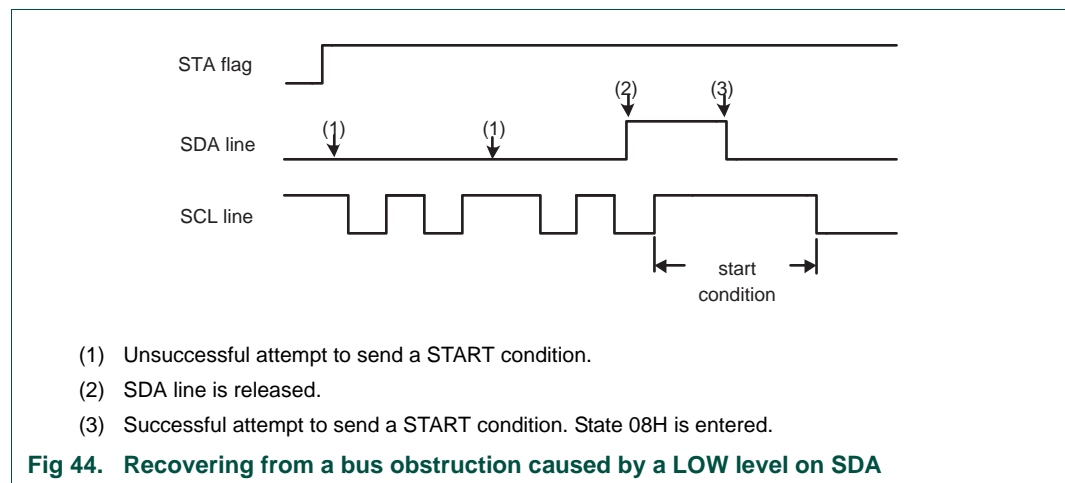 STA flag
(2) (3)
(1) (1)
SDA line
SCL line
start
condition
(1) Unsuccessful attempt to send a START condition.
(2) SDA line is released.
(3) Successful attempt to send a START condition. State 08H is entered.
Fig 44. Recovering from a bus obstruction caused by a LOW level on SDA